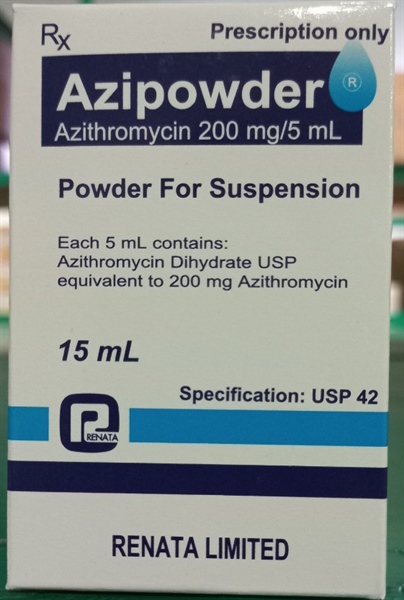 Rx Prescription only
Azipowder ®
Azithromycin 200 mg/5 mL
Powder For Suspension
Each 5 mL contains:
Azithromycin Dihydrate USP
equivalent to 200 mg Azithromycin
15 mL
Specification: USP 42
RENATA
RENATA LIMITED